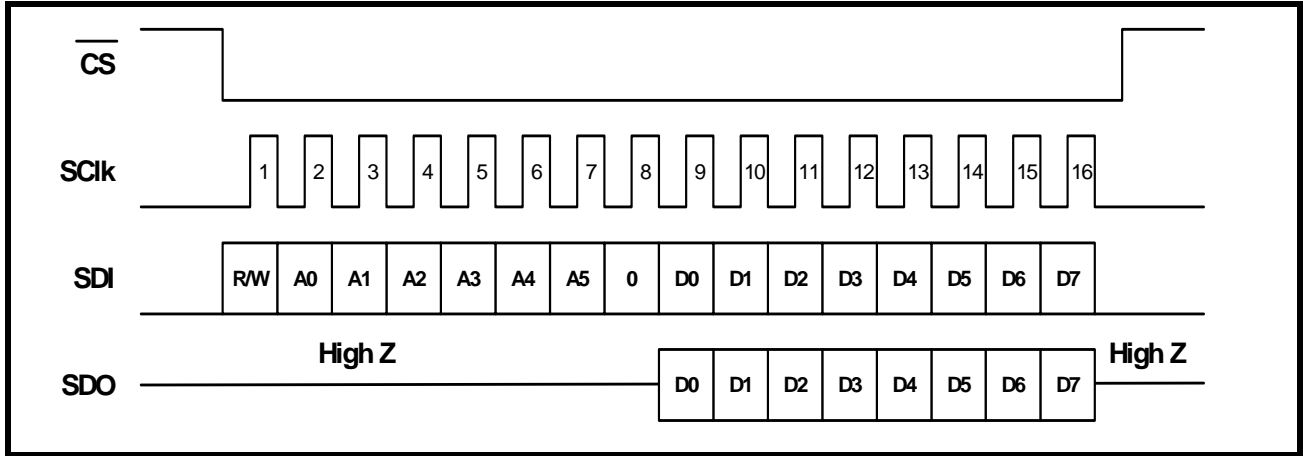 CS
SClk 1 2 3 4 5 6 7 8 9 10 11 12 13 14 15 16
SDI R/W A0 A1 A2 A3 A4 A5 0 D0 D1 D2 D3 D4 D5 D6 D7
High Z High Z
SDO D0 D1 D2 D3 D4 D5 D6 D7